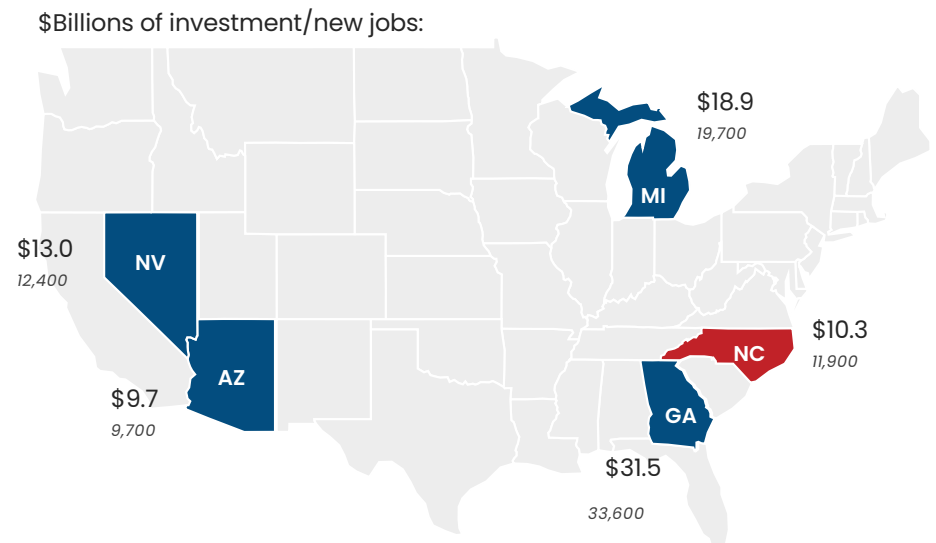 $Billions of investment/new jobs:
$18.9
19,700
MI
$13.0
12,400
NV
$10.3
11,900
NC
AZ
$9.7
9,700
GA
$31.5
33,600